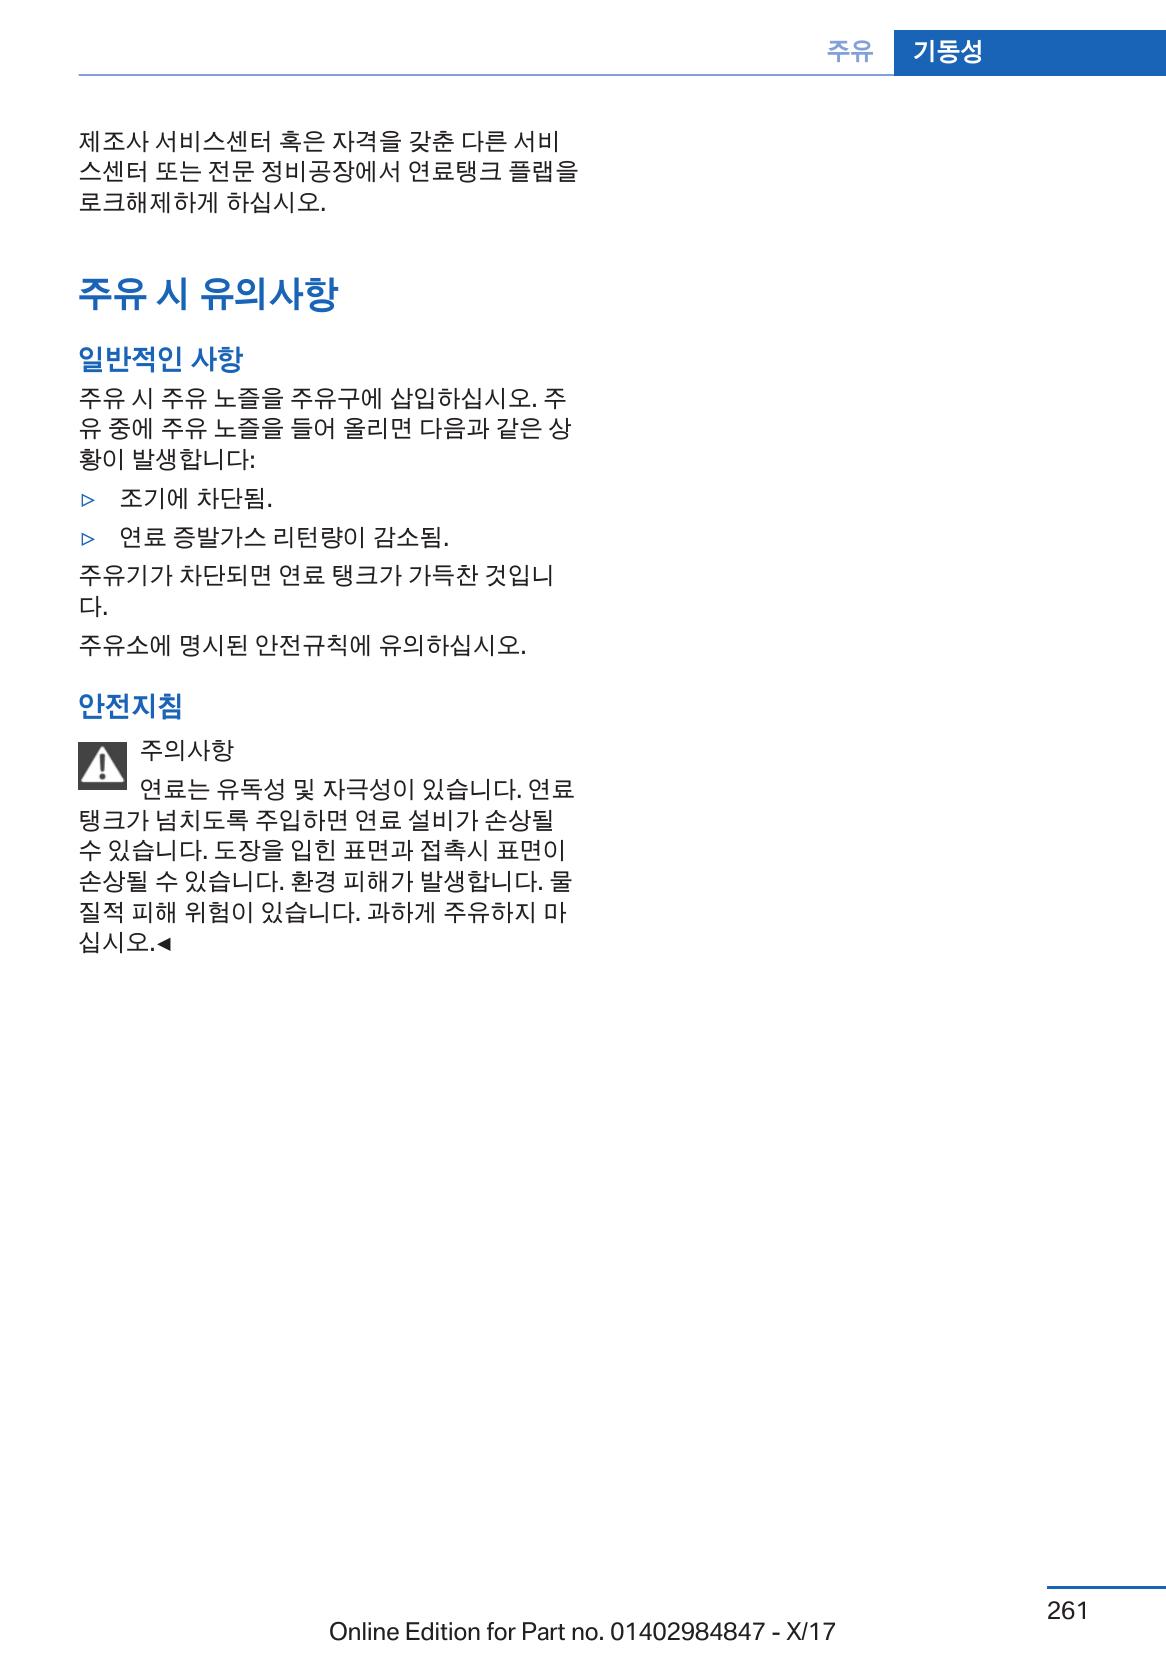 주유 기동성
제조사 서비스센터 혹은 자격을 갖춘 다른 서비
스센터 또는 전문 정비공장에서 연료탱크 플랩을
로크해제하게 하십시오.
주유 시 유의사항
일반적인 사항
주유 시 주유 노즐을 주유구에 삽입하십시오. 주
유 중에 주유 노즐을 들어 올리면 다음과 같은 상
황이 발생합니다:
▷ 조기에 차단됨.
▷ 연료 증발가스 리턴량이 감소됨.
주유기가 차단되면 연료 탱크가 가득찬 것입니
다.
주유소에 명시된 안전규칙에 유의하십시오.
안전지침
주의사항
연료는 유독성 및 자극성이 있습니다. 연료
탱크가 넘치도록 주입하면 연료 설비가 손상될
수 있습니다. 도장을 입힌 표면과 접촉시 표면이
손상될 수 있습니다. 환경 피해가 발생합니다. 물
질적 피해 위험이 있습니다. 과하게 주유하지 마
십시오.◀
261
Online Edition for Part no. 01402984847 - X/17